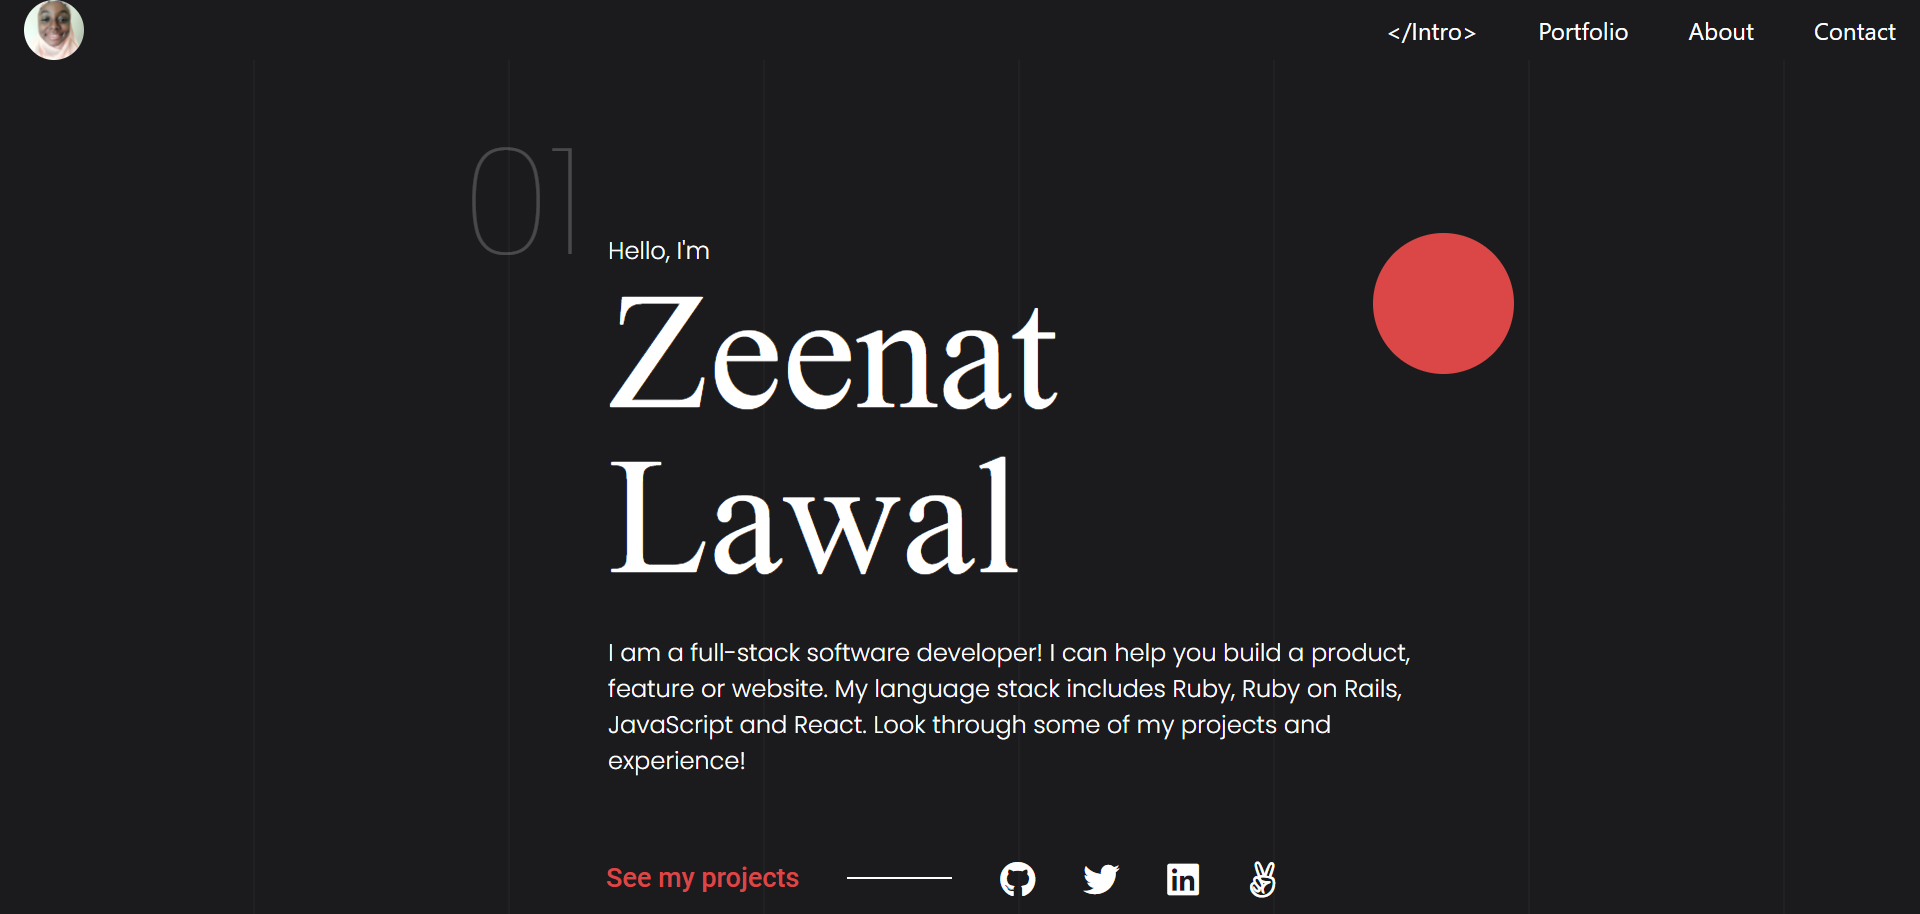 </Intro> Portfolio About Contact
01
Hello, I'm
Zeenat
Lawal
I am a full-stack software developer! I can help you build a product,
feature or website. My language stack includes Ruby, Ruby on Rails,
JavaScript and React. Look through some of my projects and
experience!
See my projects
in